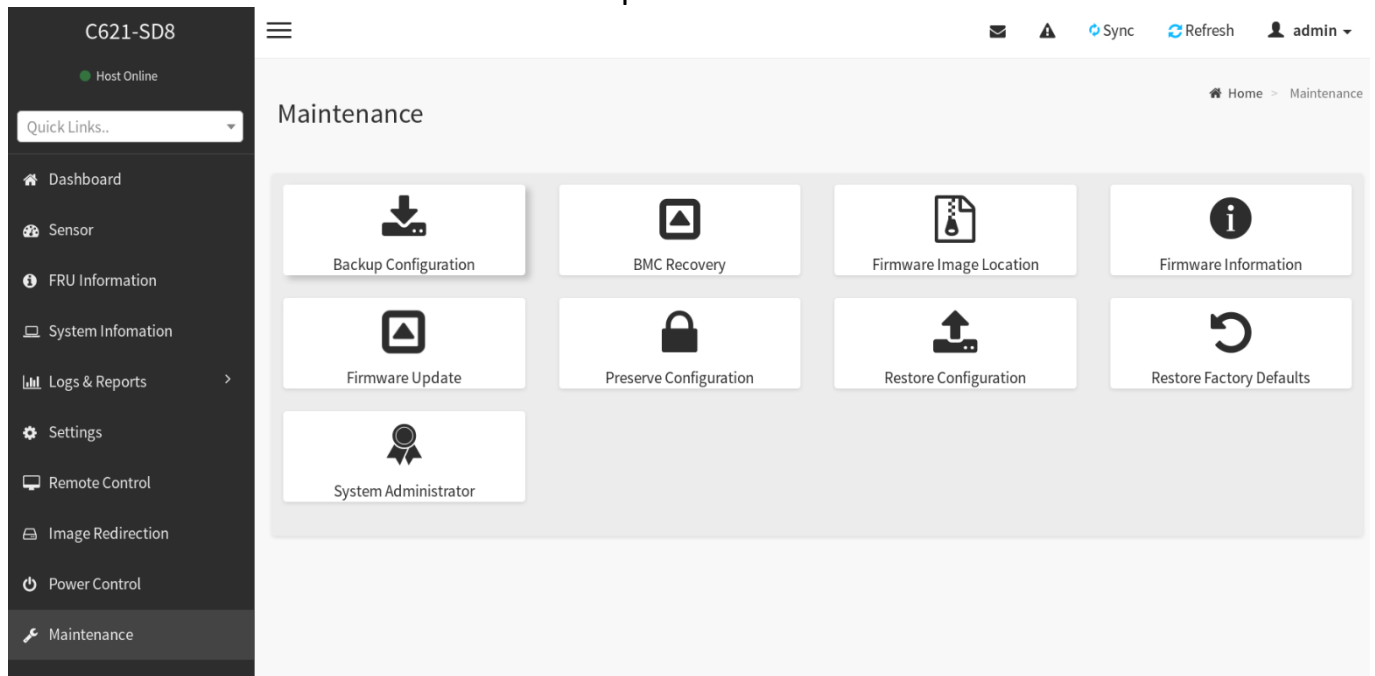 C621-SD8
Host Online
Quick Links..
Dashboard
Sensor
FRU Information
System Infomation
Logs & Reports
Settings
Remote Control
Image Redirection
Power Control
Maintenance
Sync
Refresh
admin
Maintenance
Home > Maintenance
Backup Configuration
BMC Recovery
Firmware Image Location
Firmware Information
Firmware Update
Preserve Configuration
Restore Configuration
Restore Factory Defaults
System Administrator